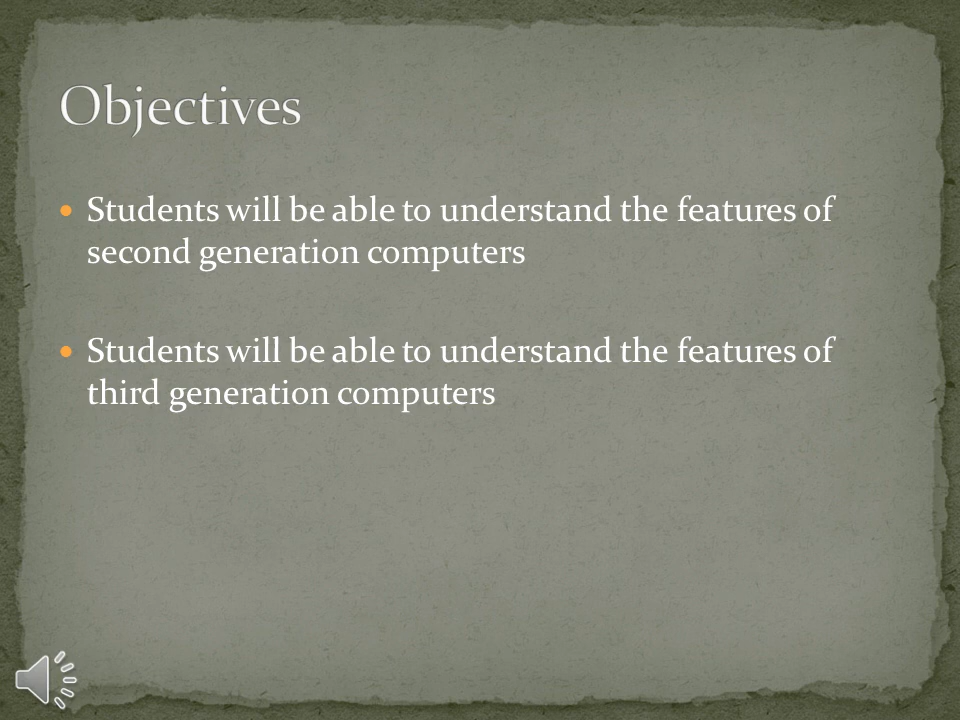 Objectives
Students will be able to understand the features of
second generation computers
Students will be able to understand the features of
third generation computers